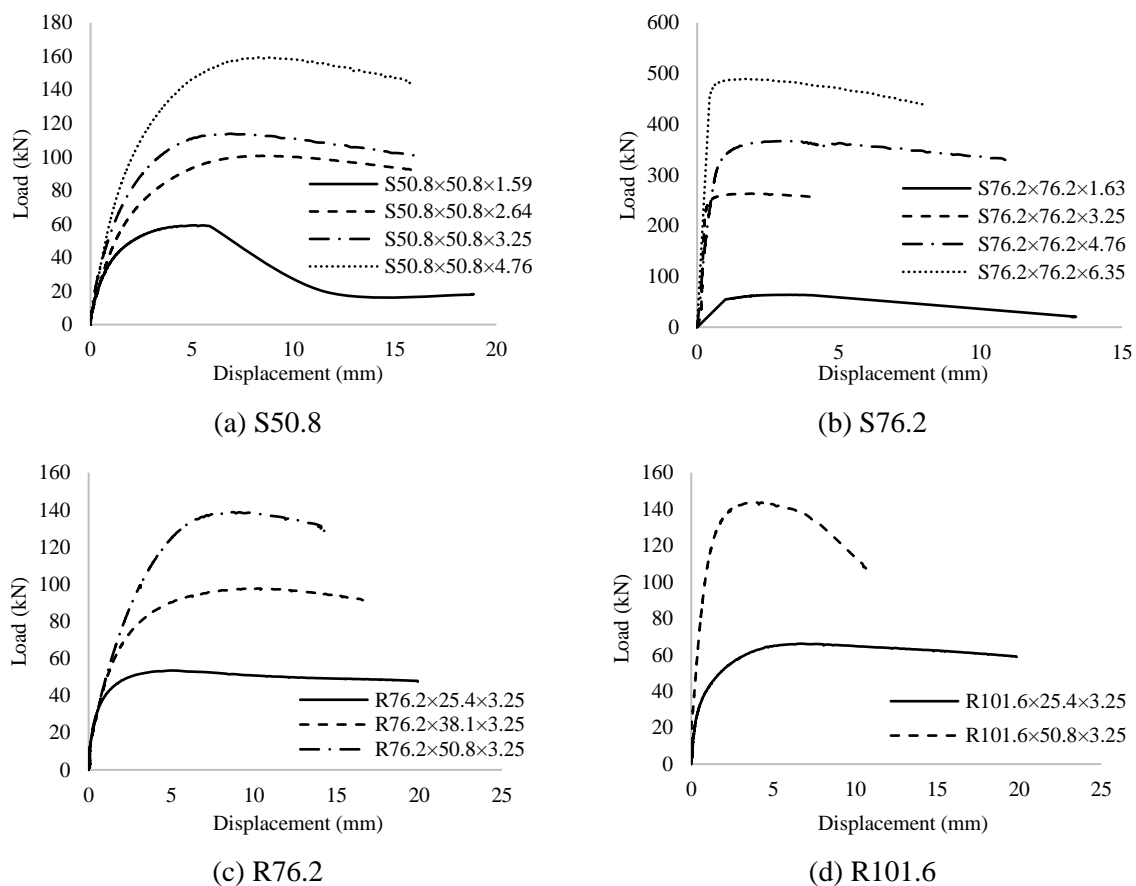 180
160
140
120
100
80
60
40
20
0
Load (kN)
S50.8×50.8×1.59
S50.8×50.8×2.64
S50.8×50.8×3.25
S50.8×50.8×4.76
0 5 10 15 20
Displacement (mm)
(a) S50.8
600
500
400
300
200
100
0
Load (kN)
S76.2×76.2×1.63
S76.2×76.2×3.25
S76.2×76.2×4.76
S76.2×76.2×6.35
0 5 10 15
Displacement (mm)
(b) S76.2
160
140
120
100
80
60
40
20
0
Load (kN)
R76.2×25.4×3.25
R76.2×38.1×3.25
R76.2×50.8×3.25
0 5 10 15 20 25
Displacement (mm)
(c) R76.2
160
140
120
100
80
60
40
20
0
Load (kN)
R101.6×25.4×3.25
R101.6×50.8×3.25
0 5 10 15 20 25
Displacement (mm)
(d) R101.6